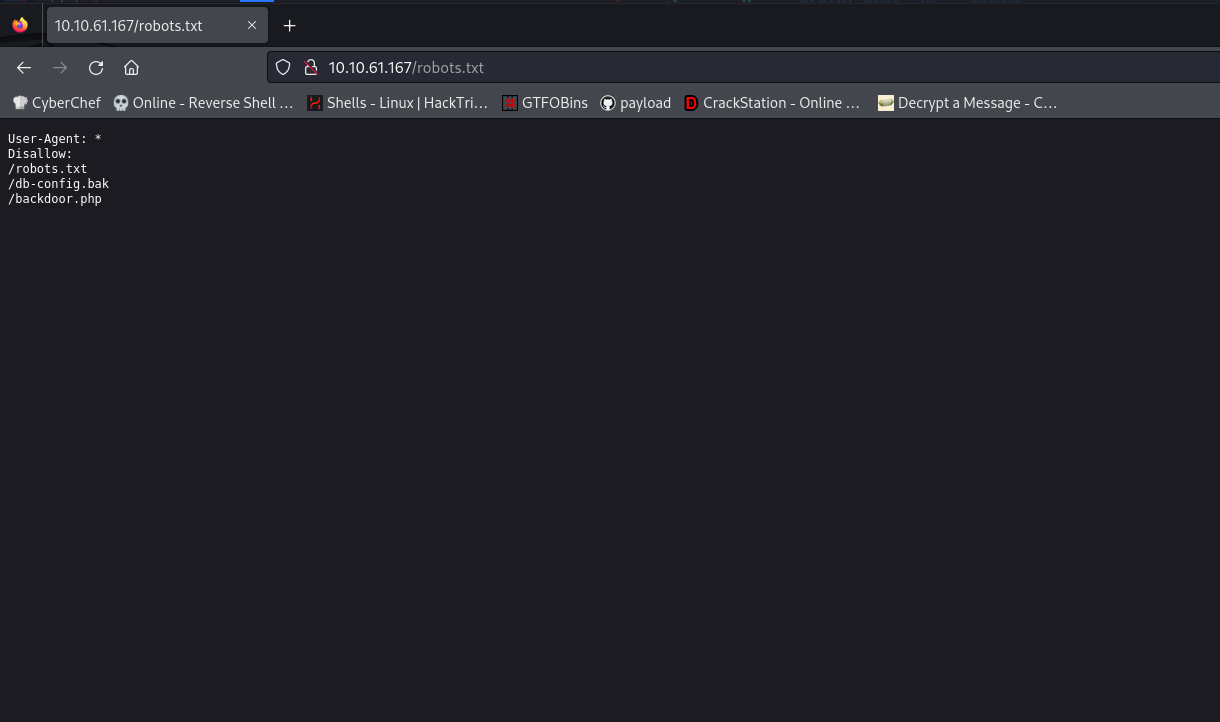 10.10.61.167/robots.txt
10.10.61.167/robots.txt
CyberChef Online - Reverse Shell … Shells - Linux | HackTri… GTFOBins payload CrackStation - Online … Decrypt a Message - C…
User-Agent: *
Disallow:
/robots.txt
/db-config.bak
/backdoor.php